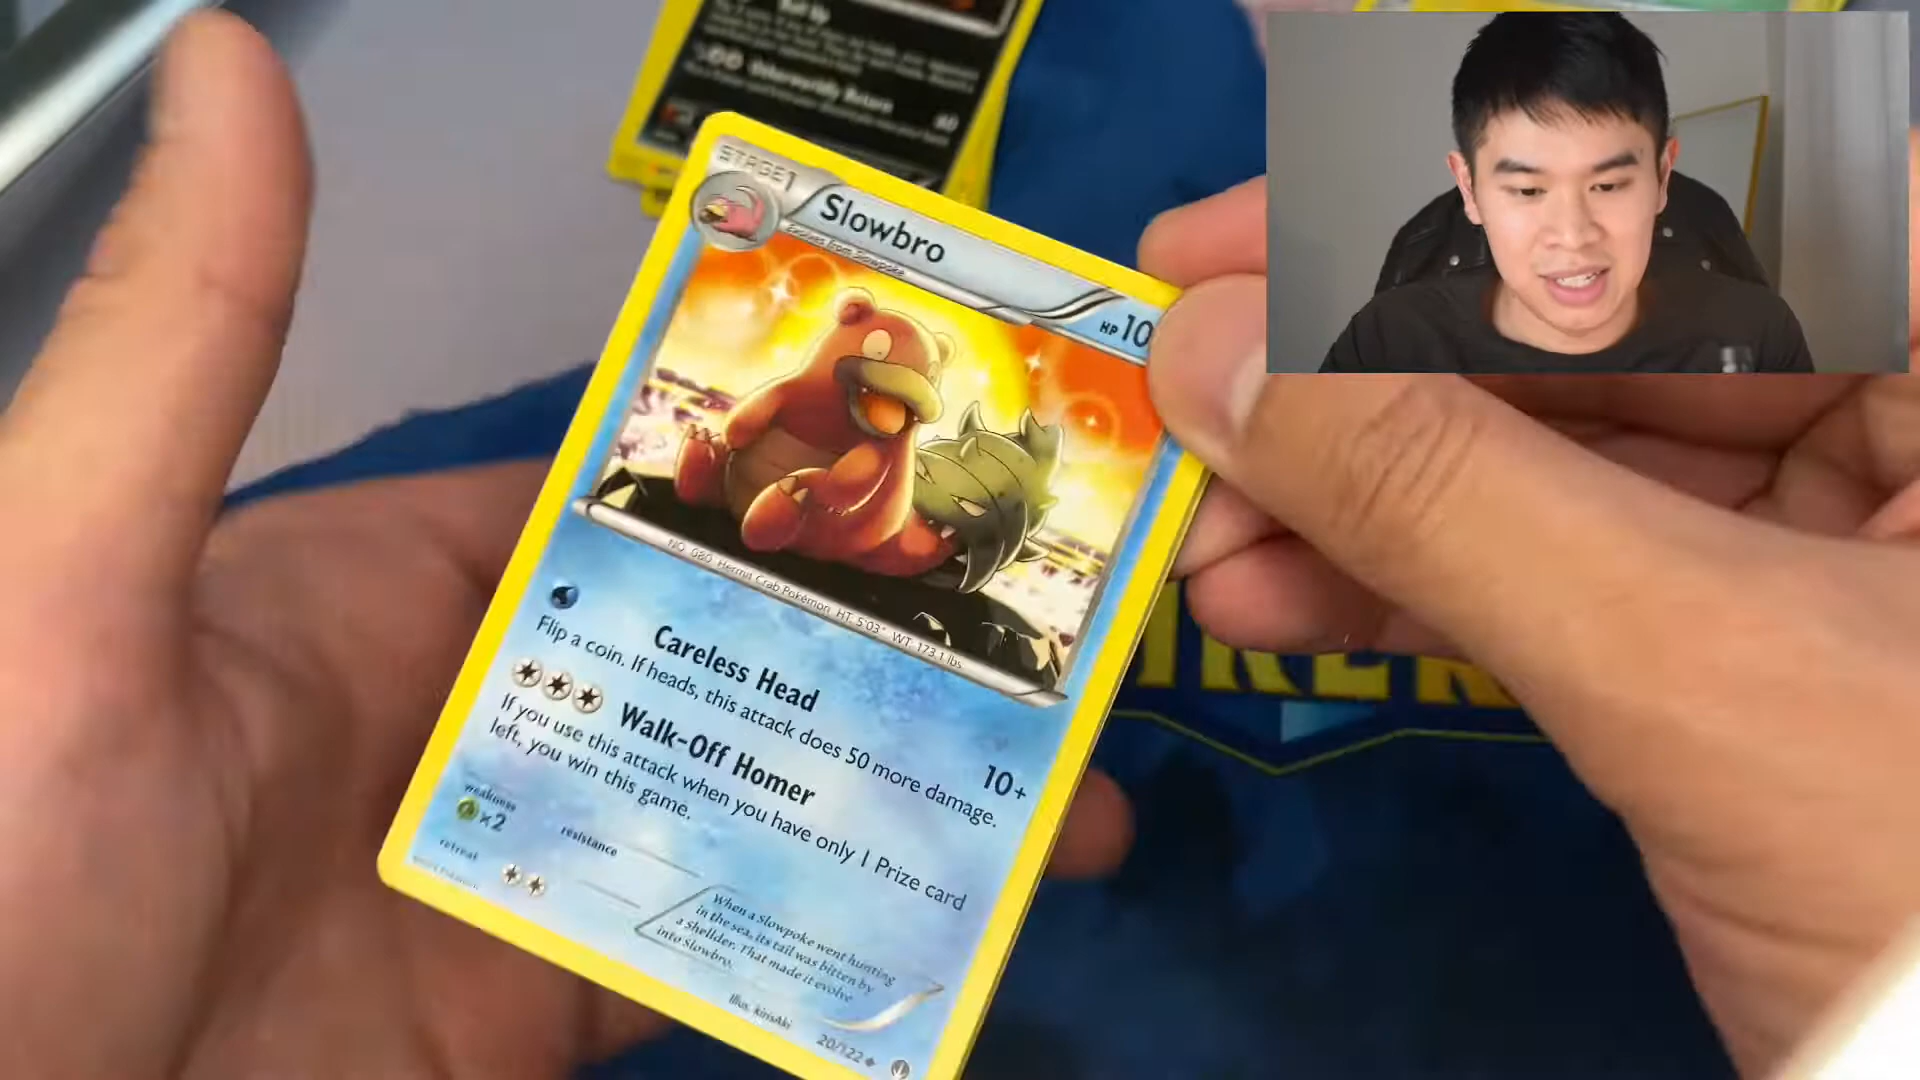 Otherworldly Return
60
STAGE1
Slowbro
Evolves from Slowpoke
HP 10
NO. 080 Hermit Crab Pokémon HT: 5'03" WT: 173.1 lbs
Careless Head
10+
Flip a coin. If heads, this attack does 50 more damage.
Walk-Off Homer
If you use this attack when you have only 1 Prize card
left, you win this game.
weakness
×2
resistance
retreat
When a Slowpoke went hunting
in the sea, its tail was bitten by
a Shellder. That made it evolve
into Slowbro.
Illus. kirisAki
20/122